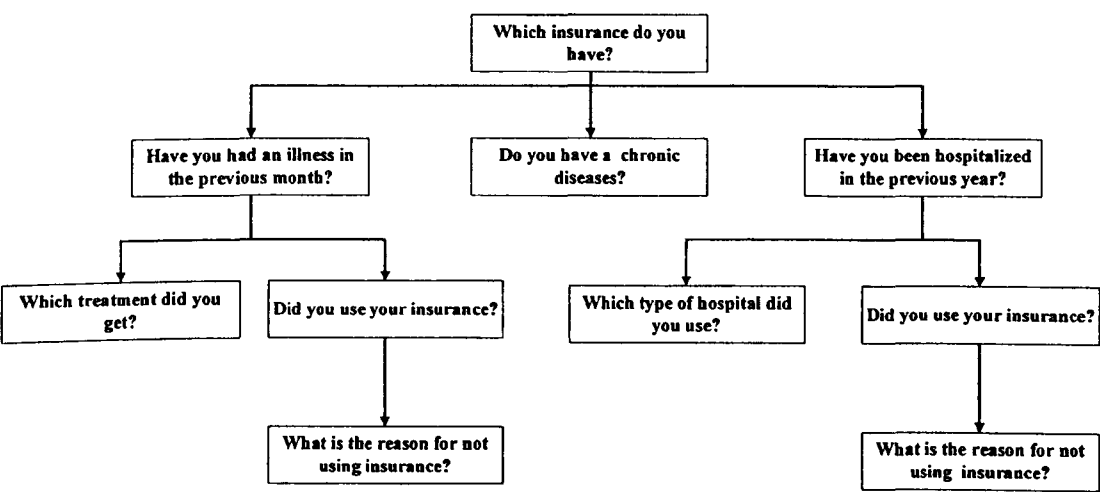 Which insurance do you
have?
Have you had an illness in
the previous month?
Do you have a chronic
diseases?
Have you been hospitalized
in the previous year?
Which treatment did you
get?
Did you use your insurance?
Which type of hospital did
you use?
Did you use your insurance?
What is the reason for not
using insurance?
What is the reason for not
using insurance?